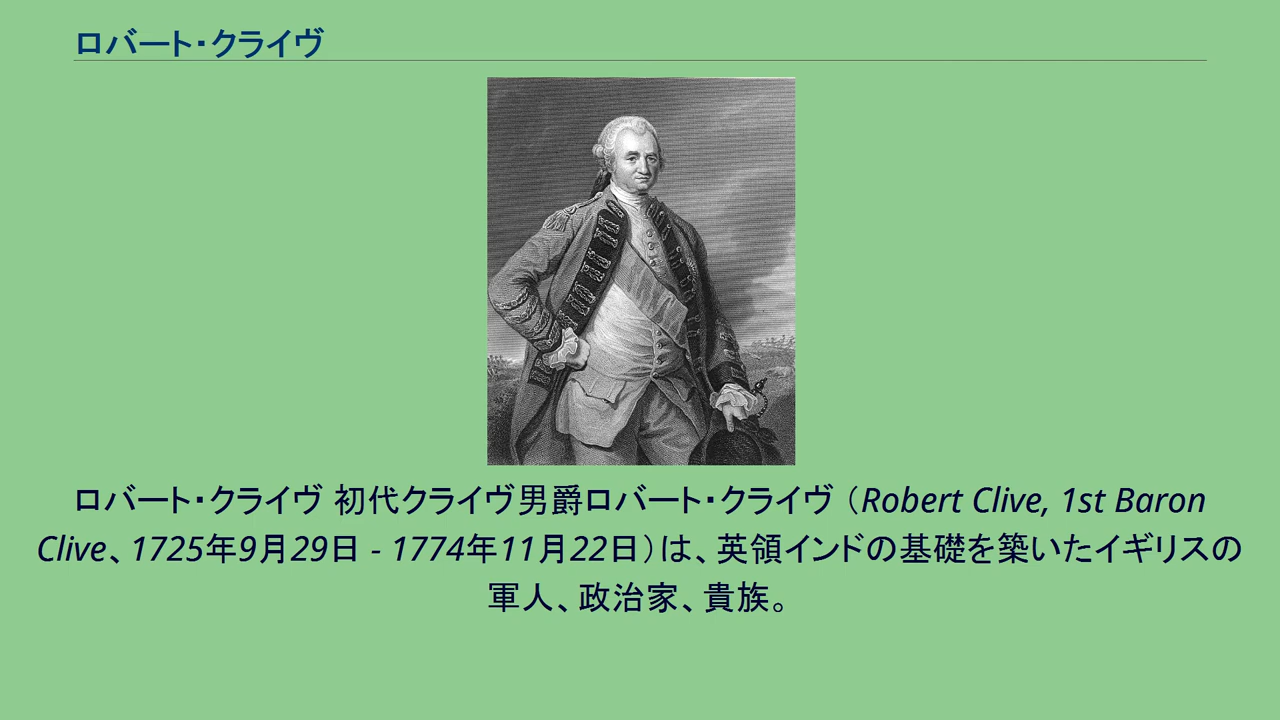 ロバート・クライヴ
ロバート・クライヴ 初代クライヴ男爵ロバート・クライヴ（Robert Clive, 1st Baron
Clive、1725年9月29日 - 1774年11月22日）は、英領インドの基礎を築いたイギリスの
軍人、政治家、貴族。